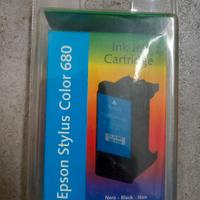 Epson Stylus Color 680
Ink Jet
Cartridge
Nero - Black - Noir